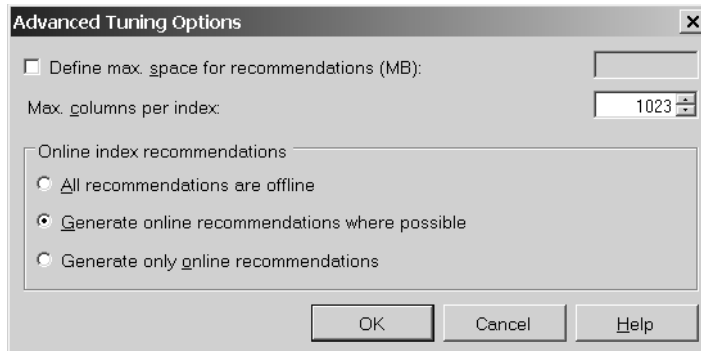 Advanced Tuning Options
Define max. space for recommendations (MB):
Max. columns per index: 1023
Online index recommendations
All recommendations are offline
Generate online recommendations where possible
Generate only online recommendations
OK Cancel Help